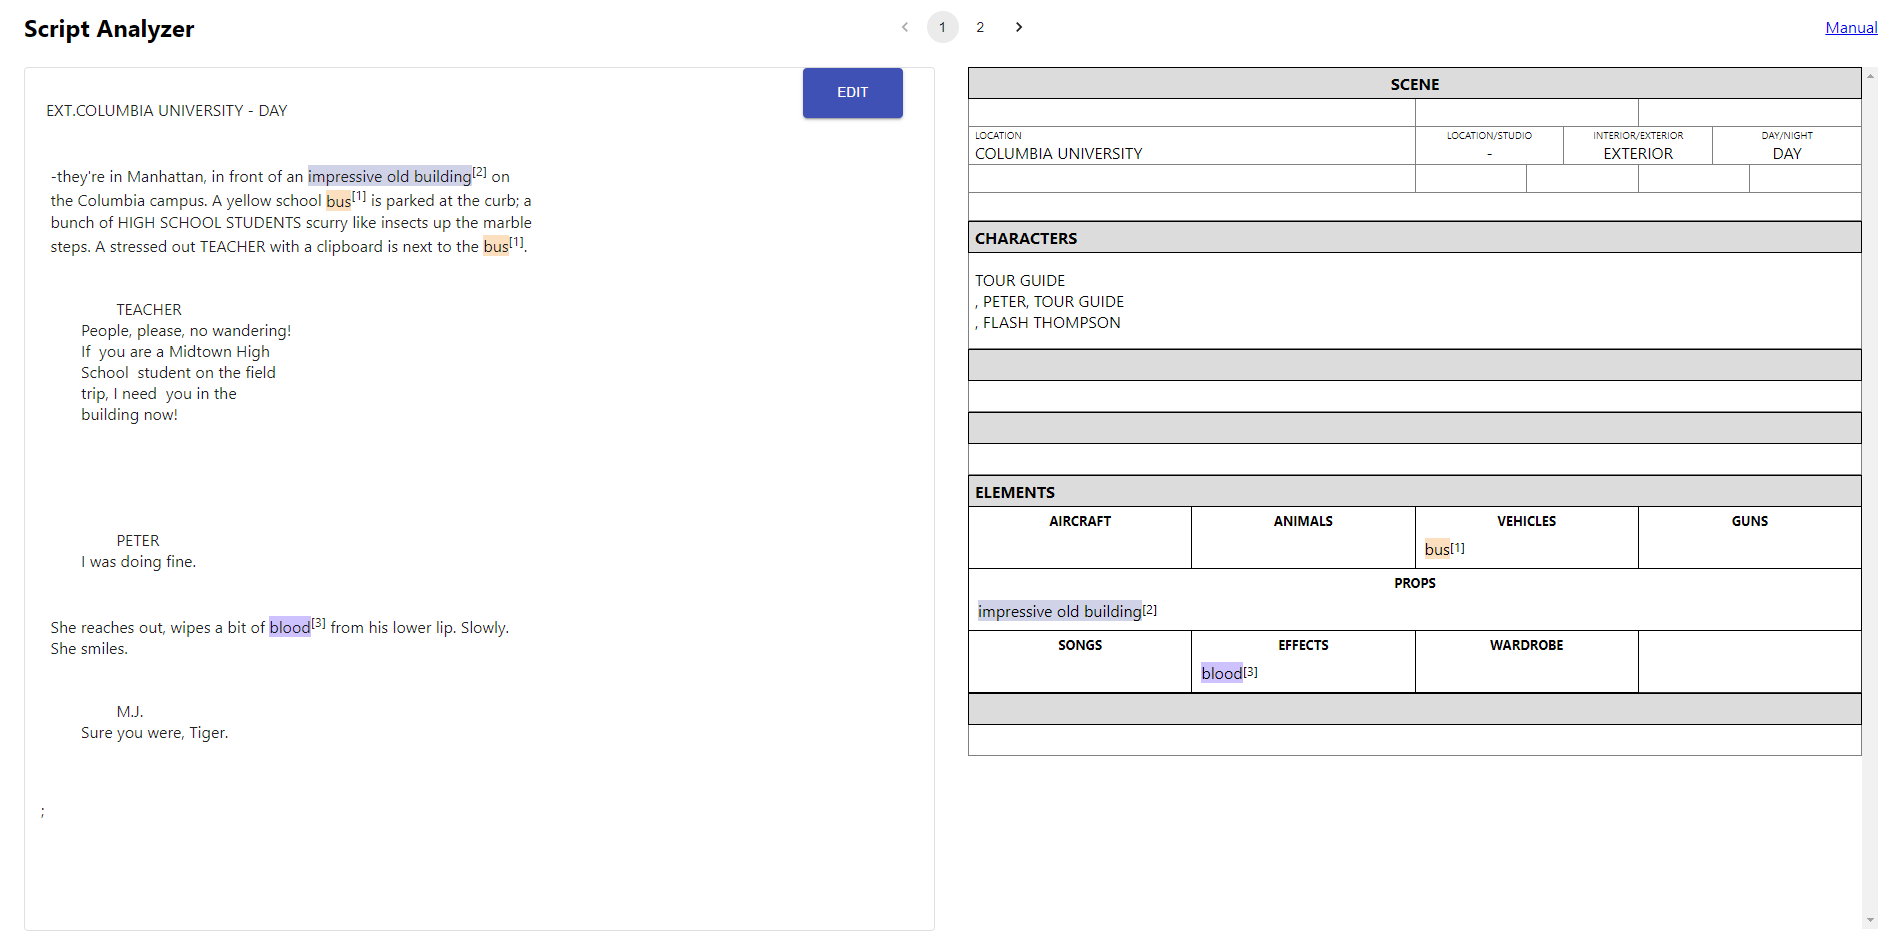 Script Analyzer
1 2
Manual
EDIT
EXT.COLUMBIA UNIVERSITY - DAY
-they're in Manhattan, in front of an impressive old building[2] on
the Columbia campus. A yellow school bus[1] is parked at the curb; a
bunch of HIGH SCHOOL STUDENTS scurry like insects up the marble
steps. A stressed out TEACHER with a clipboard is next to the bus[1].
TEACHER
People, please, no wandering!
If  you are a Midtown High
School  student on the field
trip, I need  you in the
building now!
PETER
I was doing fine.
She reaches out, wipes a bit of blood[3] from his lower lip. Slowly.
She smiles.
M.J.
Sure you were, Tiger.
;
SCENE
LOCATION LOCATION/STUDIO INTERIOR/EXTERIOR DAY/NIGHT
COLUMBIA UNIVERSITY - EXTERIOR DAY
CHARACTERS
TOUR GUIDE
, PETER, TOUR GUIDE
, FLASH THOMPSON
ELEMENTS
AIRCRAFT ANIMALS VEHICLES GUNS
bus[1]
PROPS
impressive old building[2]
SONGS EFFECTS WARDROBE
blood[3]